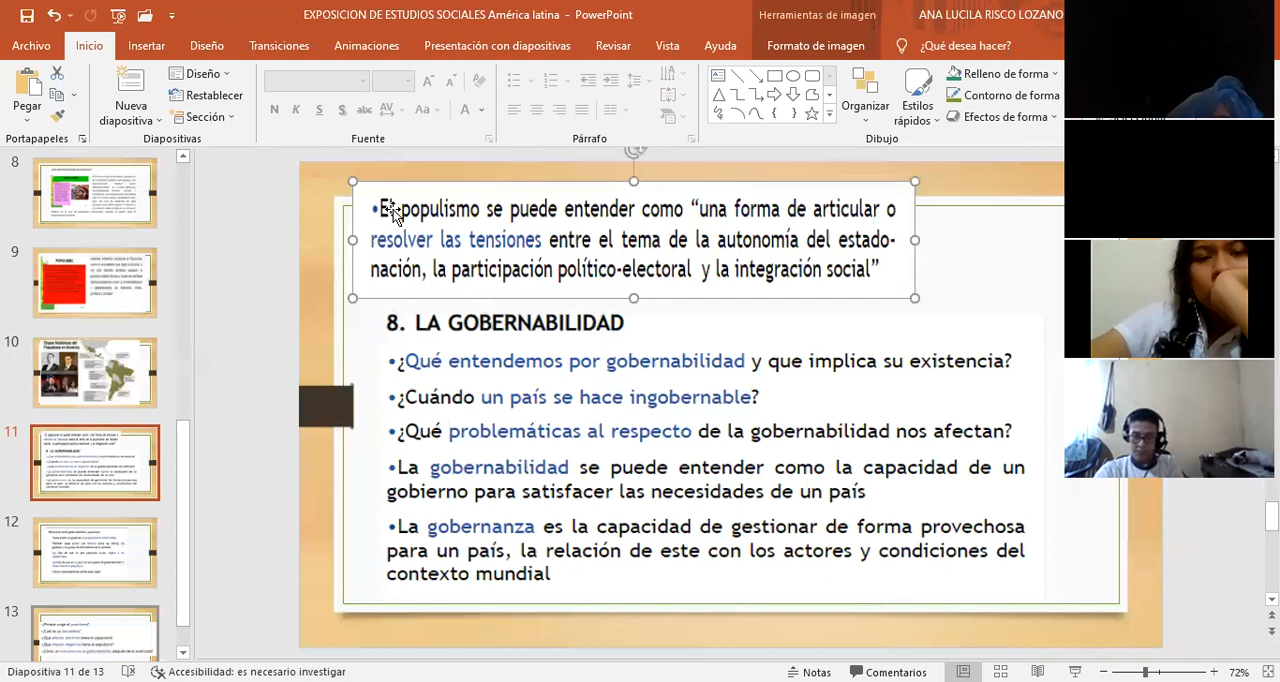 EXPOSICION DE ESTUDIOS SOCIALES América latina - PowerPoint
Herramientas de imagen
ANA LUCILA RISCO LOZANO
Archivo Inicio Insertar Diseño Transiciones Animaciones Presentación con diapositivas Revisar Vista Ayuda Formato de imagen ¿Qué desea hacer?
Pegar
Nueva diapositiva
Diseño
Restablecer
Sección
N K S S abc AV Aa A
Organizar
Estilos rápidos
Relleno de forma
Contorno de forma
Efectos de forma
Portapapeles Diapositivas Fuente Párrafo Dibujo
8
9
10
11
12
13
•El populismo se puede entender como “una forma de articular o
resolver las tensiones entre el tema de la autonomía del estado-
nación, la participación político-electoral y la integración social”
8. LA GOBERNABILIDAD
•¿Qué entendemos por gobernabilidad y que implica su existencia?
•¿Cuándo un país se hace ingobernable?
•¿Qué problemáticas al respecto de la gobernabilidad nos afectan?
•La gobernabilidad se puede entender como la capacidad de un
gobierno para satisfacer las necesidades de un país
•La gobernanza es la capacidad de gestionar de forma provechosa
para un país, la relación de este con los actores y condiciones del
contexto mundial
Diapositiva 11 de 13 Accesibilidad: es necesario investigar Notas Comentarios 72%